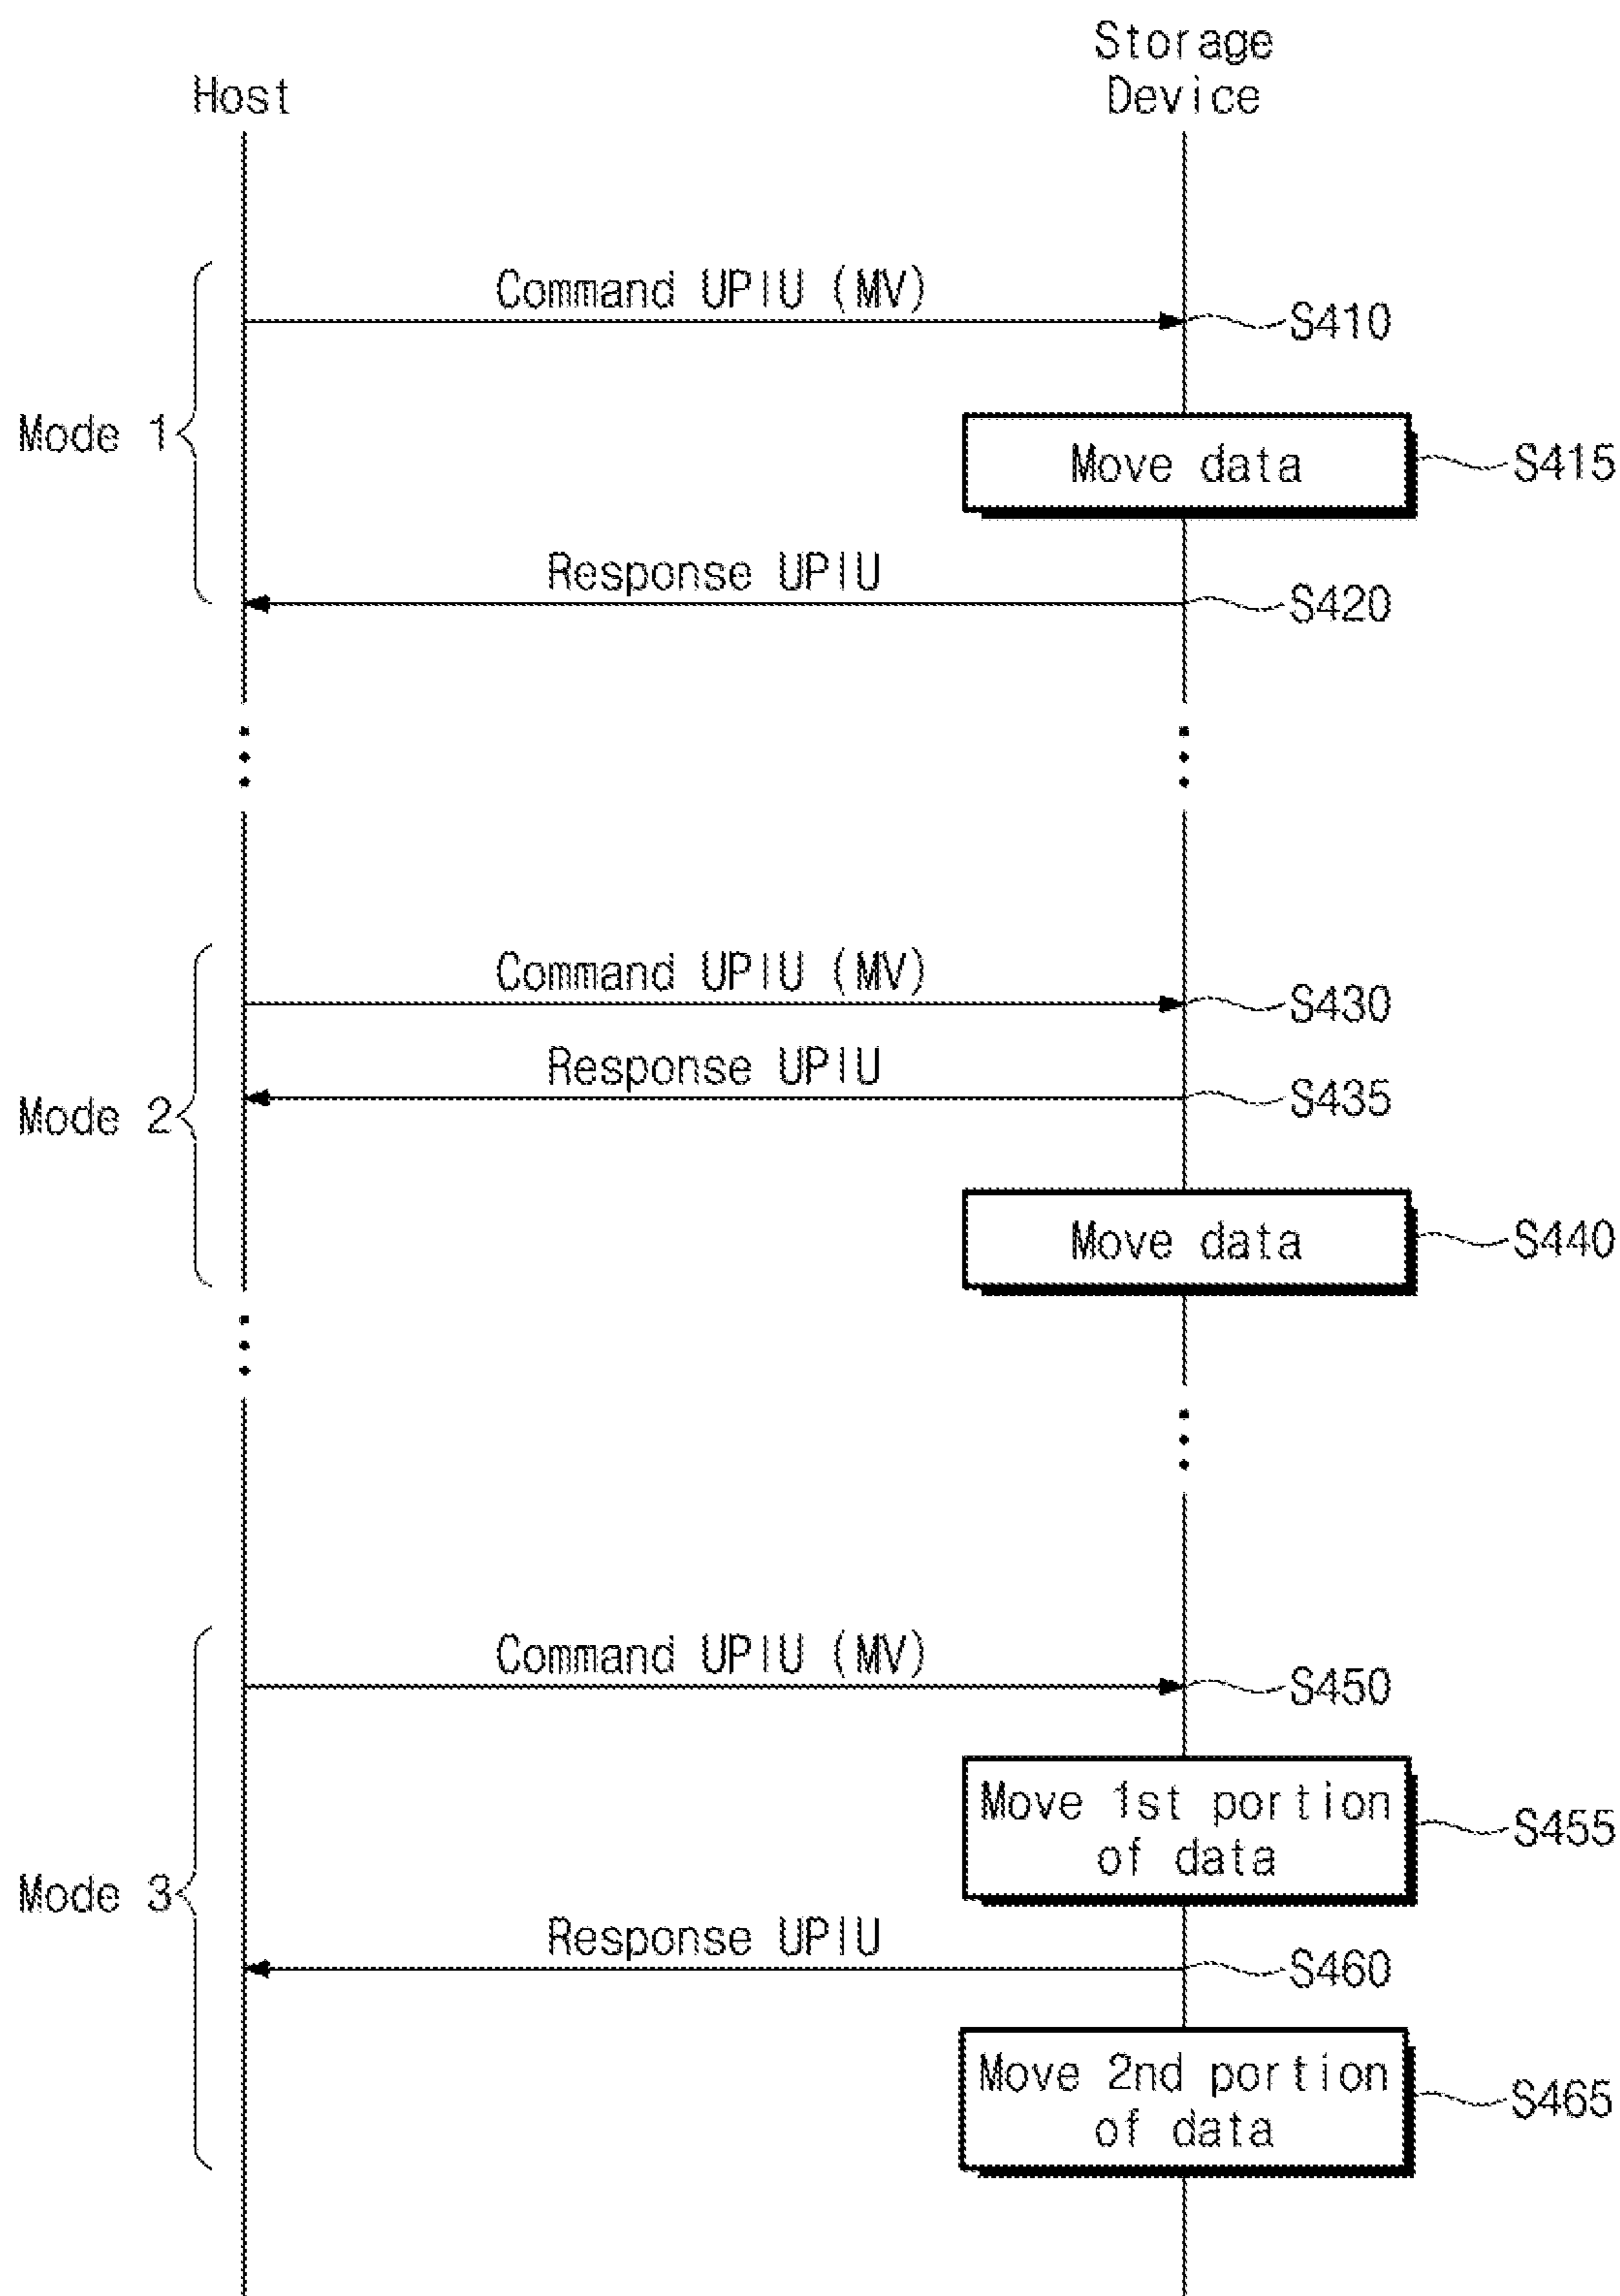 Storage
Device
Host
Command UPIU (MV)
S410
Mode 1
Move data
S415
Response UPIU
S420
Command UPIU (MV)
S430
Response UPIU
S435
Mode 2
Move data
S440
Command UPIU (MV)
S450
Move 1st portion
of data
S455
Mode 3
Response UPIU
S460
Move 2nd portion
of data
S465